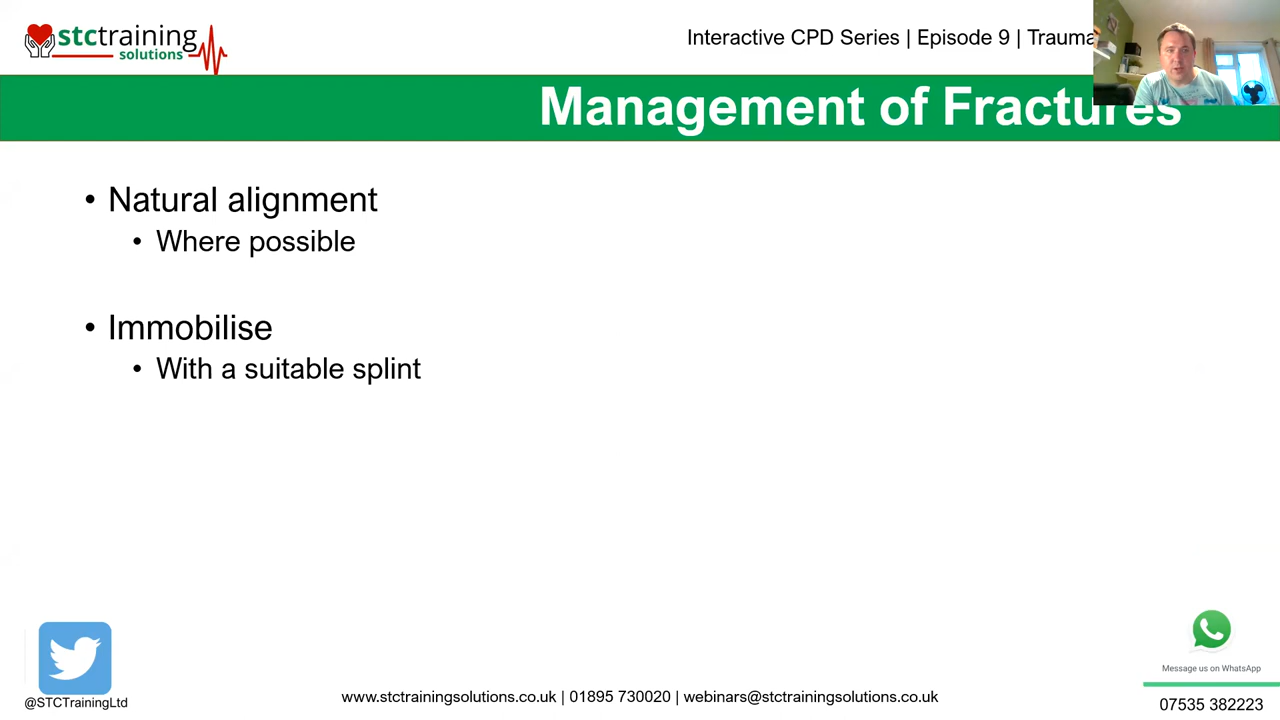 stctraining
solutions
Interactive CPD Series | Episode 9 | Trauma
Management of Fractures
• Natural alignment
• Where possible
• Immobilise
• With a suitable splint
@STCTrainingLtd
www.stctrainingsolutions.co.uk | 01895 730020 | webinars@stctrainingsolutions.co.uk
Message us on WhatsApp
07535 382223